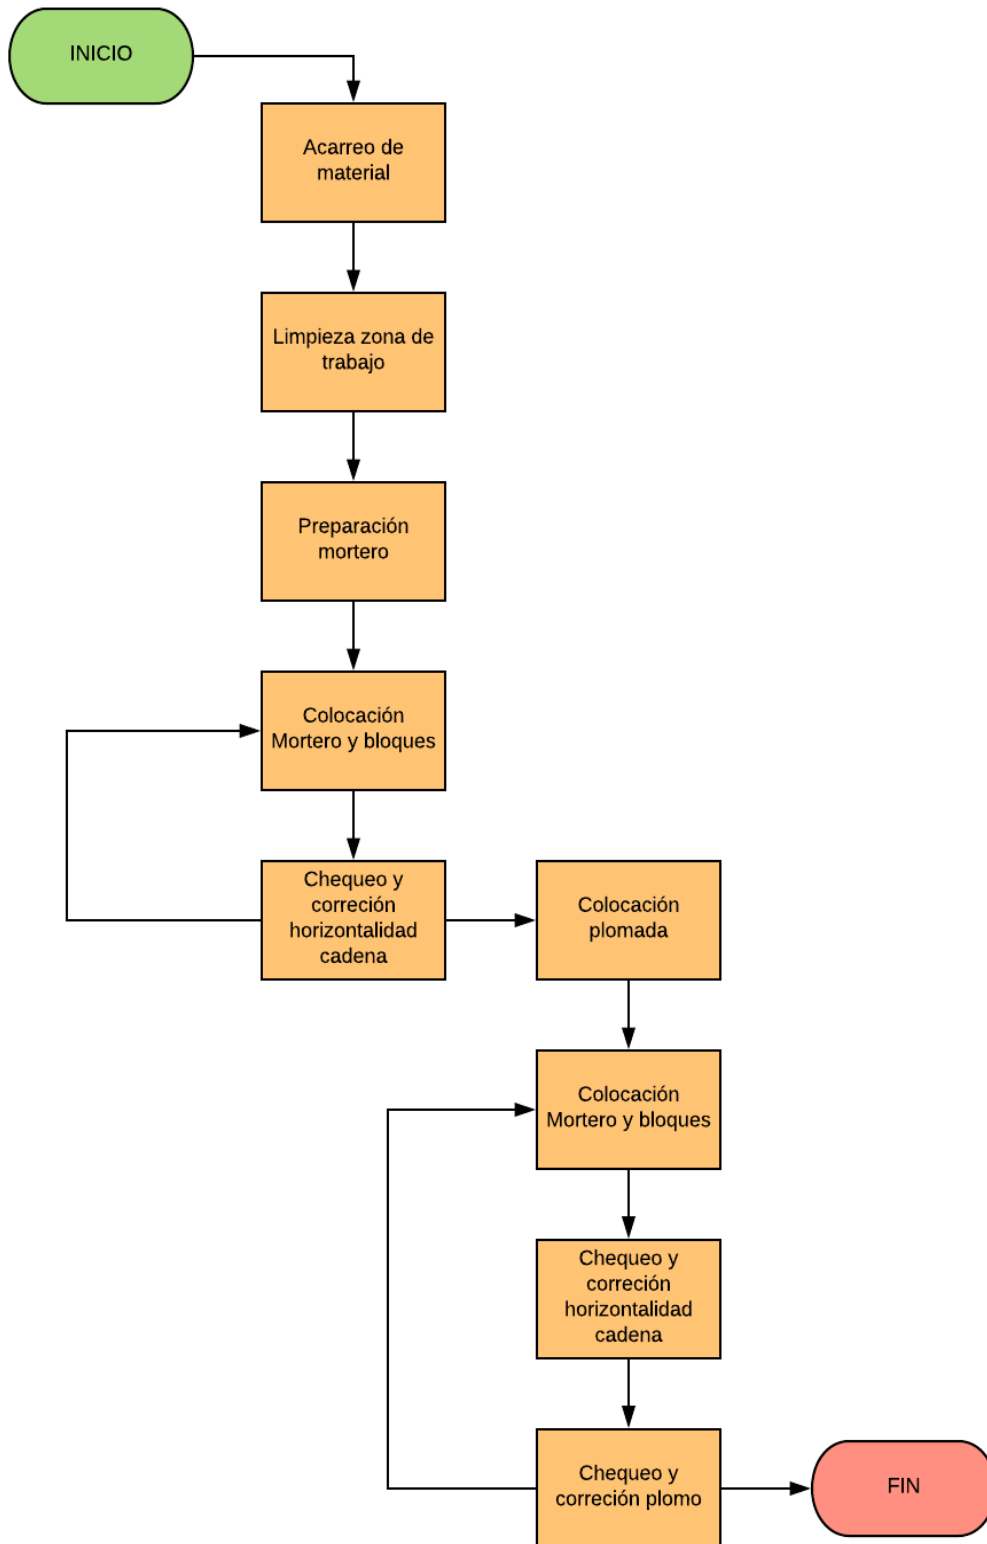 INICIO
Acarreo de
material
Limpieza zona de
trabajo
Preparación
mortero
Colocación
Mortero y bloques
Chequeo y
correción
horizontalidad
cadena
Colocación
plomada
Colocación
Mortero y bloques
Chequeo y
correción
horizontalidad
cadena
Chequeo y
correción plomo
FIN